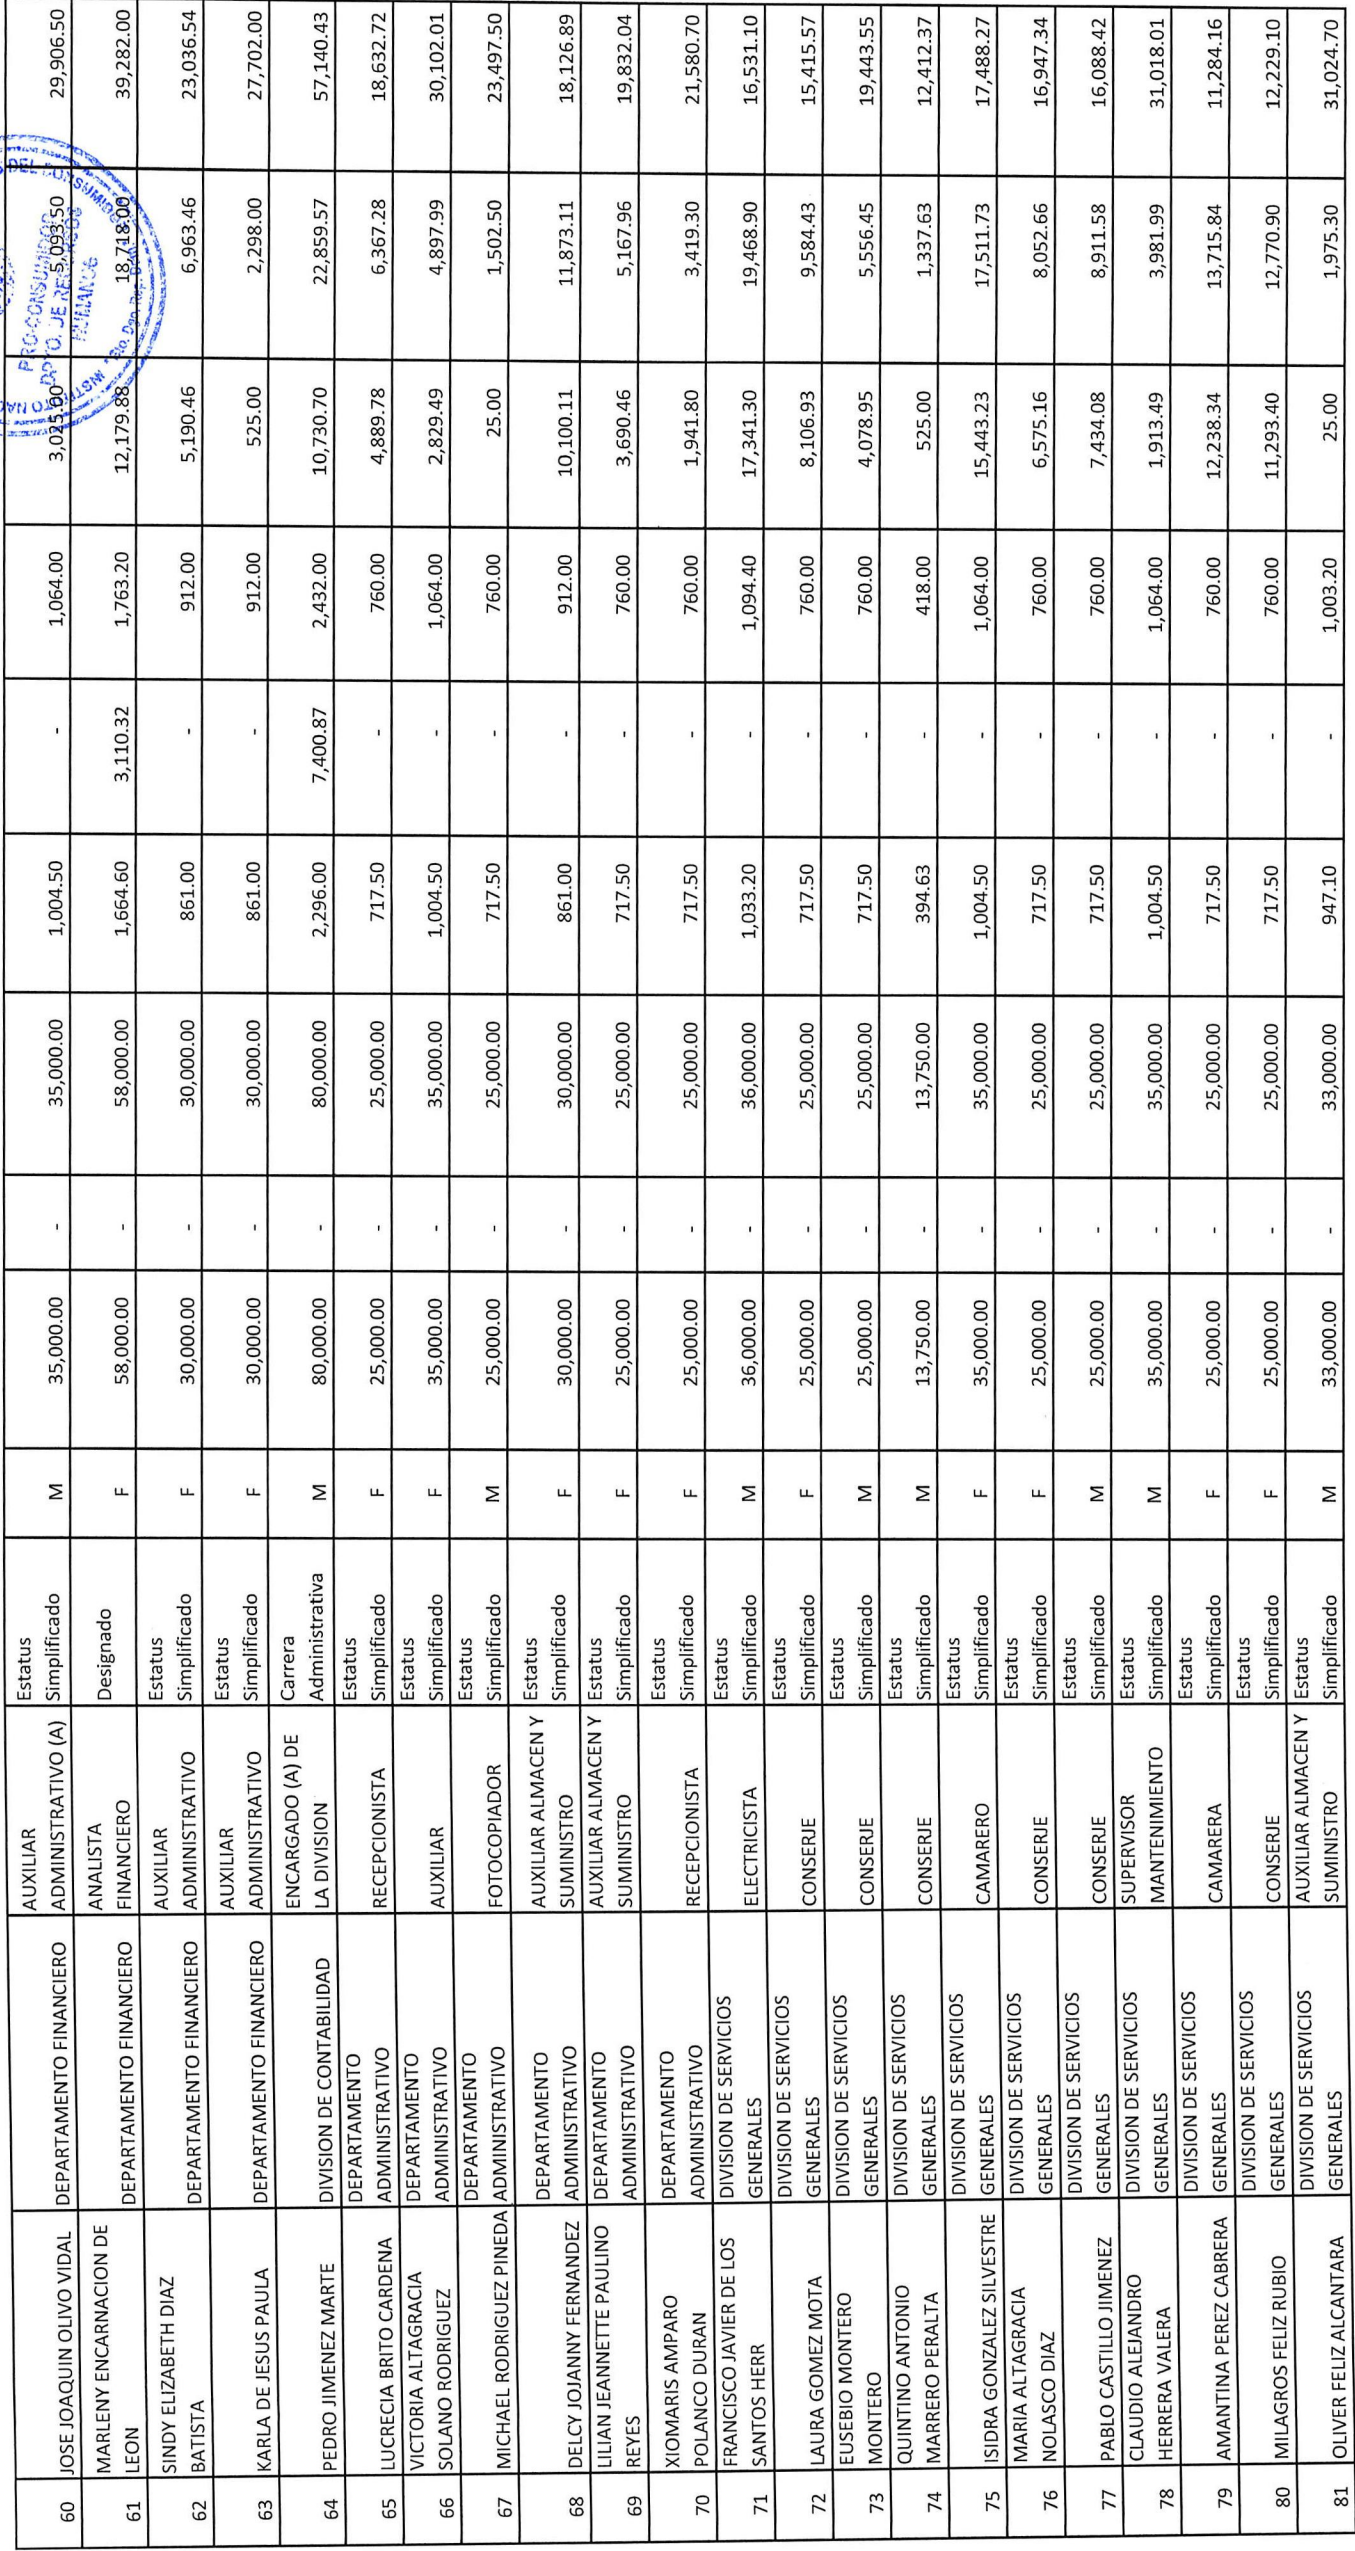 60 JOSE JOAQUIN OLIVO VIDAL DEPARTAMENTO FINANCIERO AUXILIAR ADMINISTRATIVO (A) Estatus Simplificado M 35,000.00 - 35,000.00 1,004.50 - 1,064.00 3,025.00 5,093.50 29,906.50
61 MARLENY ENCARNACION DE LEON DEPARTAMENTO FINANCIERO ANALISTA FINANCIERO Designado F 58,000.00 - 58,000.00 1,664.60 3,110.32 1,763.20 12,179.88 18,718.00 39,282.00
62 SINDY ELIZABETH DIAZ BATISTA DEPARTAMENTO FINANCIERO AUXILIAR ADMINISTRATIVO Estatus Simplificado F 30,000.00 - 30,000.00 861.00 - 912.00 5,190.46 6,963.46 23,036.54
63 KARLA DE JESUS PAULA DEPARTAMENTO FINANCIERO AUXILIAR ADMINISTRATIVO Estatus Simplificado F 30,000.00 - 30,000.00 861.00 - 912.00 525.00 2,298.00 27,702.00
64 PEDRO JIMENEZ MARTE DIVISION DE CONTABILIDAD ENCARGADO (A) DE LA DIVISION Carrera Administrativa M 80,000.00 - 80,000.00 2,296.00 7,400.87 2,432.00 10,730.70 22,859.57 57,140.43
65 LUCRECIA BRITO CARDENA DEPARTAMENTO ADMINISTRATIVO RECEPCIONISTA Estatus Simplificado F 25,000.00 - 25,000.00 717.50 - 760.00 4,889.78 6,367.28 18,632.72
66 VICTORIA ALTAGRACIA SOLANO RODRIGUEZ DEPARTAMENTO ADMINISTRATIVO AUXILIAR Estatus Simplificado F 35,000.00 - 35,000.00 1,004.50 - 1,064.00 2,829.49 4,897.99 30,102.01
67 MICHAEL RODRIGUEZ PINEDA DEPARTAMENTO ADMINISTRATIVO FOTOCOPIADOR Estatus Simplificado M 25,000.00 - 25,000.00 717.50 - 760.00 25.00 1,502.50 23,497.50
68 DELCY JOJANNY FERNANDEZ DEPARTAMENTO ADMINISTRATIVO AUXILIAR ALMACEN Y SUMINISTRO Estatus Simplificado F 30,000.00 - 30,000.00 861.00 - 912.00 10,100.11 11,873.11 18,126.89
69 LILIAN JEANNETTE PAULINO REYES DEPARTAMENTO ADMINISTRATIVO AUXILIAR ALMACEN Y SUMINISTRO Estatus Simplificado F 25,000.00 - 25,000.00 717.50 - 760.00 3,690.46 5,167.96 19,832.04
70 XIOMARIS AMPARO POLANCO DURAN DEPARTAMENTO ADMINISTRATIVO RECEPCIONISTA Estatus Simplificado F 25,000.00 - 25,000.00 717.50 - 760.00 1,941.80 3,419.30 21,580.70
71 FRANCISCO JAVIER DE LOS SANTOS HERR DIVISION DE SERVICIOS GENERALES ELECTRICISTA Estatus Simplificado M 36,000.00 - 36,000.00 1,033.20 - 1,094.40 17,341.30 19,468.90 16,531.10
72 LAURA GOMEZ MOTA DIVISION DE SERVICIOS GENERALES CONSERJE Estatus Simplificado F 25,000.00 - 25,000.00 717.50 - 760.00 8,106.93 9,584.43 15,415.57
73 EUSEBIO MONTERO MONTERO DIVISION DE SERVICIOS GENERALES CONSERJE Estatus Simplificado M 25,000.00 - 25,000.00 717.50 - 760.00 4,078.95 5,556.45 19,443.55
74 QUINTINO ANTONIO MARRERO PERALTA DIVISION DE SERVICIOS GENERALES CONSERJE Estatus Simplificado M 13,750.00 - 13,750.00 394.63 - 418.00 525.00 1,337.63 12,412.37
75 ISIDRA GONZALEZ SILVESTRE DIVISION DE SERVICIOS GENERALES CAMARERO Estatus Simplificado F 35,000.00 - 35,000.00 1,004.50 - 1,064.00 15,443.23 17,511.73 17,488.27
76 MARIA ALTAGRACIA NOLASCO DIAZ DIVISION DE SERVICIOS GENERALES CONSERJE Estatus Simplificado F 25,000.00 - 25,000.00 717.50 - 760.00 6,575.16 8,052.66 16,947.34
77 PABLO CASTILLO JIMENEZ DIVISION DE SERVICIOS GENERALES CONSERJE Estatus Simplificado M 25,000.00 - 25,000.00 717.50 - 760.00 7,434.08 8,911.58 16,088.42
78 CLAUDIO ALEJANDRO HERRERA VALERA DIVISION DE SERVICIOS GENERALES SUPERVISOR MANTENIMIENTO Estatus Simplificado M 35,000.00 - 35,000.00 1,004.50 - 1,064.00 1,913.49 3,981.99 31,018.01
79 AMANTINA PEREZ CABRERA DIVISION DE SERVICIOS GENERALES CAMARERA Estatus Simplificado F 25,000.00 - 25,000.00 717.50 - 760.00 12,238.34 13,715.84 11,284.16
80 MILAGROS FELIZ RUBIO DIVISION DE SERVICIOS GENERALES CONSERJE Estatus Simplificado F 25,000.00 - 25,000.00 717.50 - 760.00 11,293.40 12,770.90 12,229.10
81 OLIVER FELIZ ALCANTARA DIVISION DE SERVICIOS GENERALES AUXILIAR ALMACEN Y SUMINISTRO Estatus Simplificado M 33,000.00 - 33,000.00 947.10 - 1,003.20 25.00 1,975.30 31,024.70
DEL CONSUMIDOR
PRO-CONSUMIDOR
DPTO. DE RECURSOS
HUMANOS
Sto. Dgo. Rep. Dom.